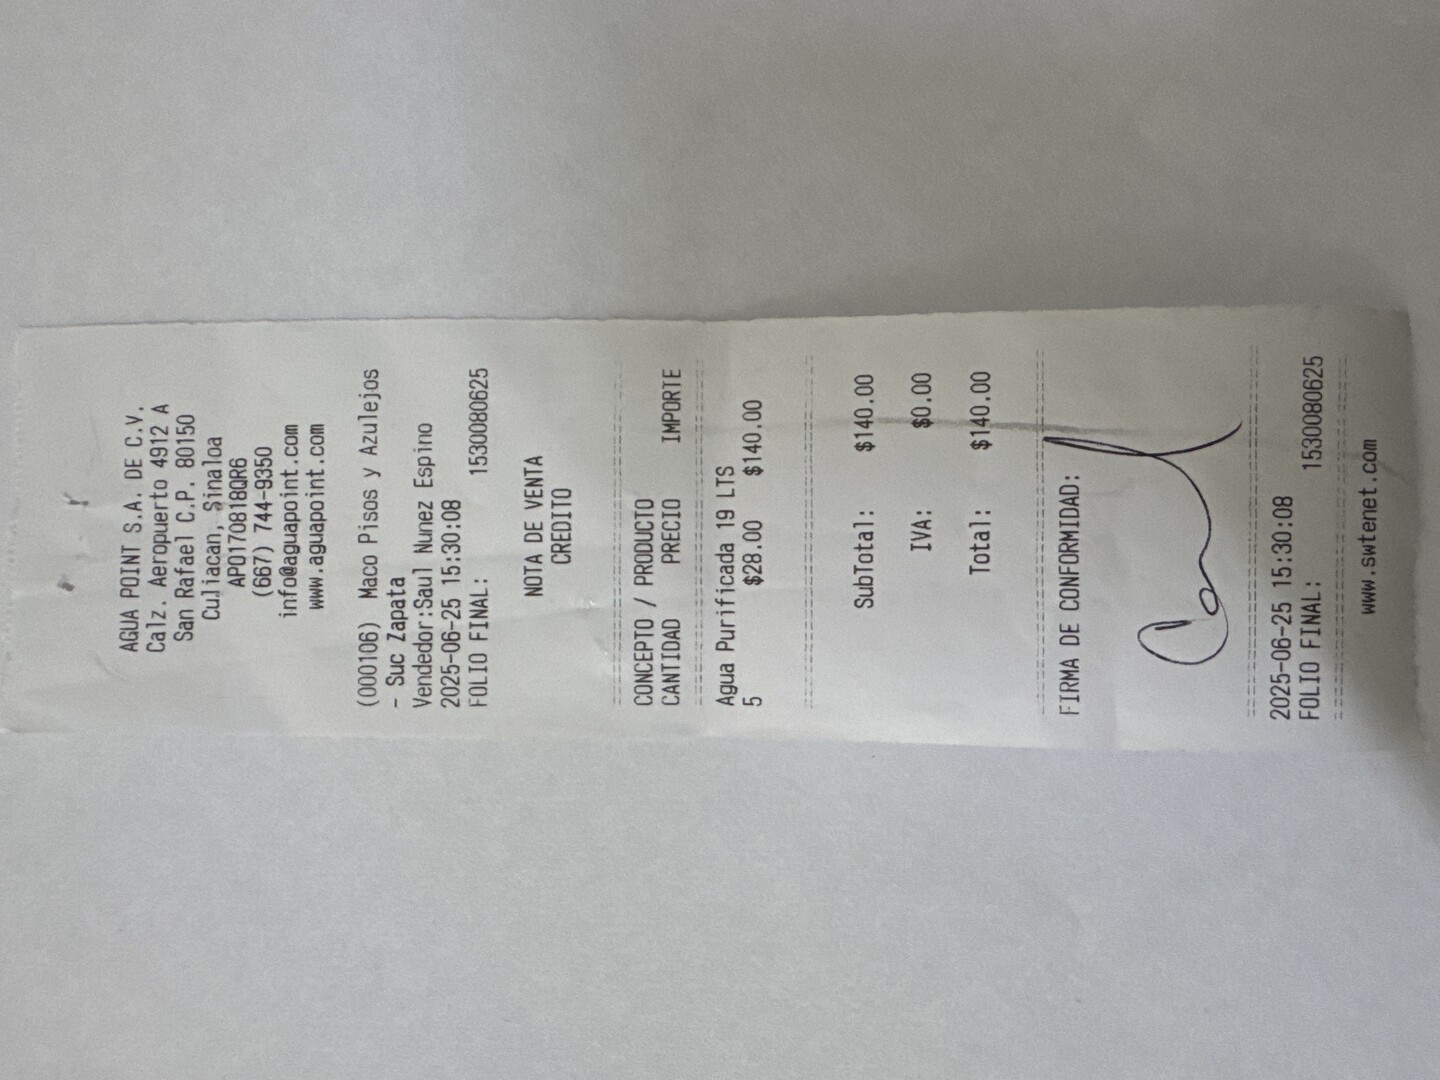 AGUA POINT S.A. DE C.V.
Calz. Aeropuerto 4912 A
San Rafael C.P. 80150
Culiacan, Sinaloa
APO170818QR6
(667) 744-9350
info@aguapoint.com
www.aguapoint.com
(000106) Maco Pisos y Azulejos
- Suc Zapata
Vendedor:Saul Nunez Espino
2025-06-25 15:30:08
FOLIO FINAL: 1530080625
NOTA DE VENTA
CREDITO
CONCEPTO / PRODUCTO
CANTIDAD PRECIO IMPORTE
Agua Purificada 19 LTS
5 $28.00 $140.00
SubTotal: $140.00
IVA: $0.00
Total: $140.00
FIRMA DE CONFORMIDAD:
2025-06-25 15:30:08
FOLIO FINAL: 1530080625
www.swtenet.com